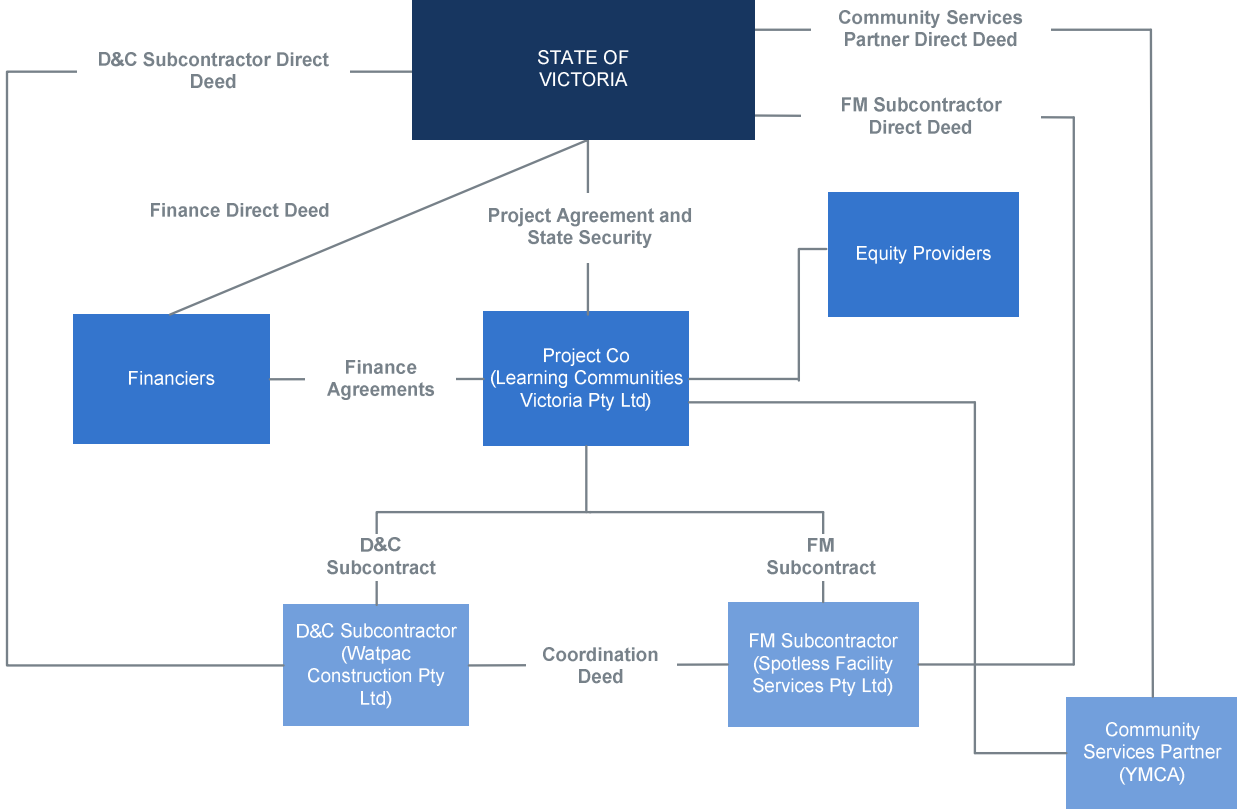 Community Services
Partner Direct Deed
D&C Subcontractor Direct
Deed
STATE OF
VICTORIA
FM Subcontractor
Direct Deed
Finance Direct Deed
Project Agreement and
State Security
Equity Providers
Financiers
Finance
Agreements
Project Co
(Learning Communities
Victoria Pty Ltd)
D&C
Subcontract
FM
Subcontract
D&C Subcontractor
(Watpac
Construction Pty
Ltd)
Coordination
Deed
FM Subcontractor
(Spotless Facility
Services Pty Ltd)
Community
Services Partner
(YMCA)